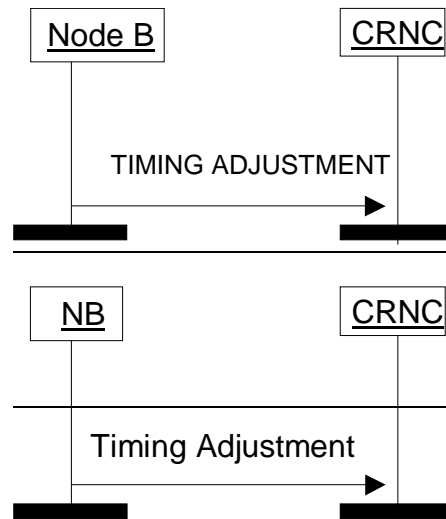 Node B
CRNC
TIMING ADJUSTMENT
NB
CRNC
Timing Adjustment